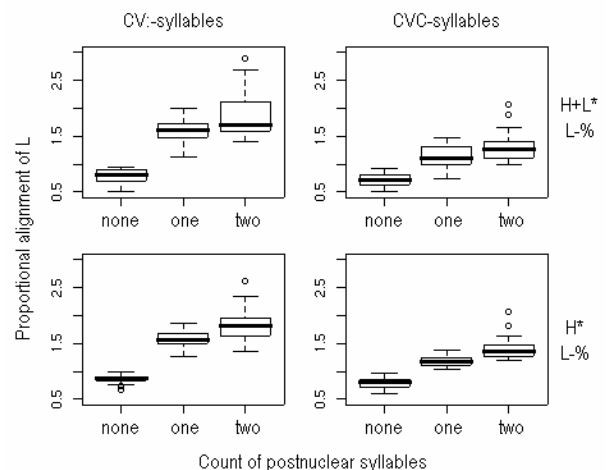 CV:-syllables CVC-syllables
Proportional alignment of L
2.5 2.5
1.5 1.5
0.5 0.5
none one two none one two
H+L*
L-%
2.5 2.5
1.5 1.5
0.5 0.5
none one two none one two
H*
L-%
Count of postnuclear syllables